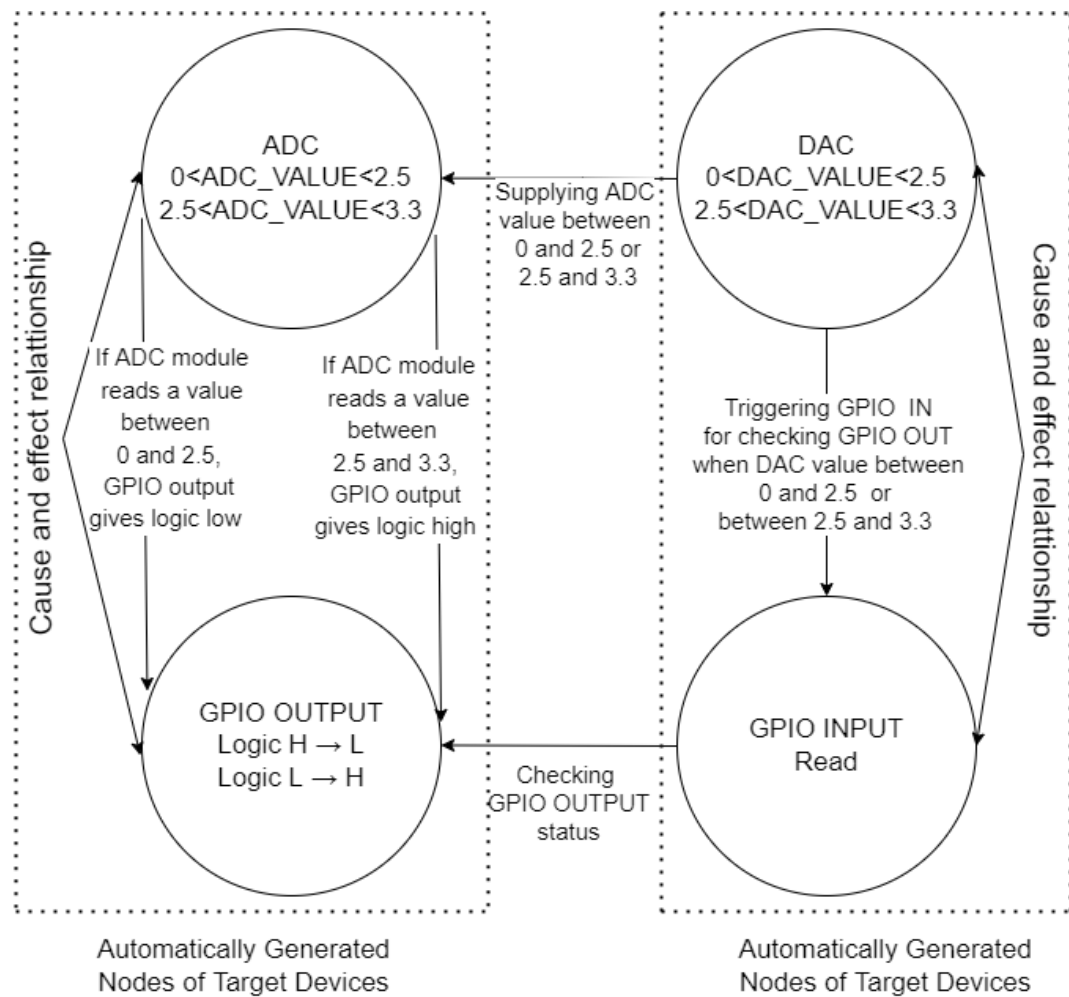 ADC
0<ADC_VALUE<2.5
2.5<ADC_VALUE<3.3
DAC
0<DAC_VALUE<2.5
2.5<DAC_VALUE<3.3
Supplying ADC
value between
0 and 2.5 or
2.5 and 3.3
Cause and effect relationship
If ADC module
reads a value
between
0 and 2.5,
GPIO output
gives logic low
If ADC module
reads a value
between
2.5 and 3.3,
GPIO output
gives logic high
Triggering GPIO IN
for checking GPIO OUT
when DAC value between
0 and 2.5 or
between 2.5 and 3.3
Cause and effect relattionship
GPIO OUTPUT
Logic H → L
Logic L → H
GPIO INPUT
Read
Checking
GPIO OUTPUT
status
Automatically Generated
Nodes of Target Devices
Automatically Generated
Nodes of Target Devices